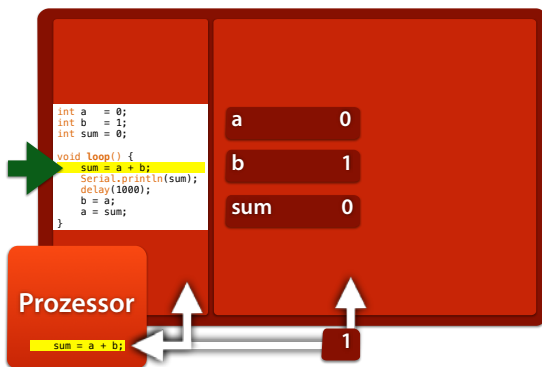 int a   = 0;
int b   = 1;
int sum = 0;
void loop() {
    sum = a + b;
    Serial.println(sum);
    delay(1000);
    b = a;
    a = sum;
}
a 0
b 1
sum 0
Prozessor
sum = a + b;
1